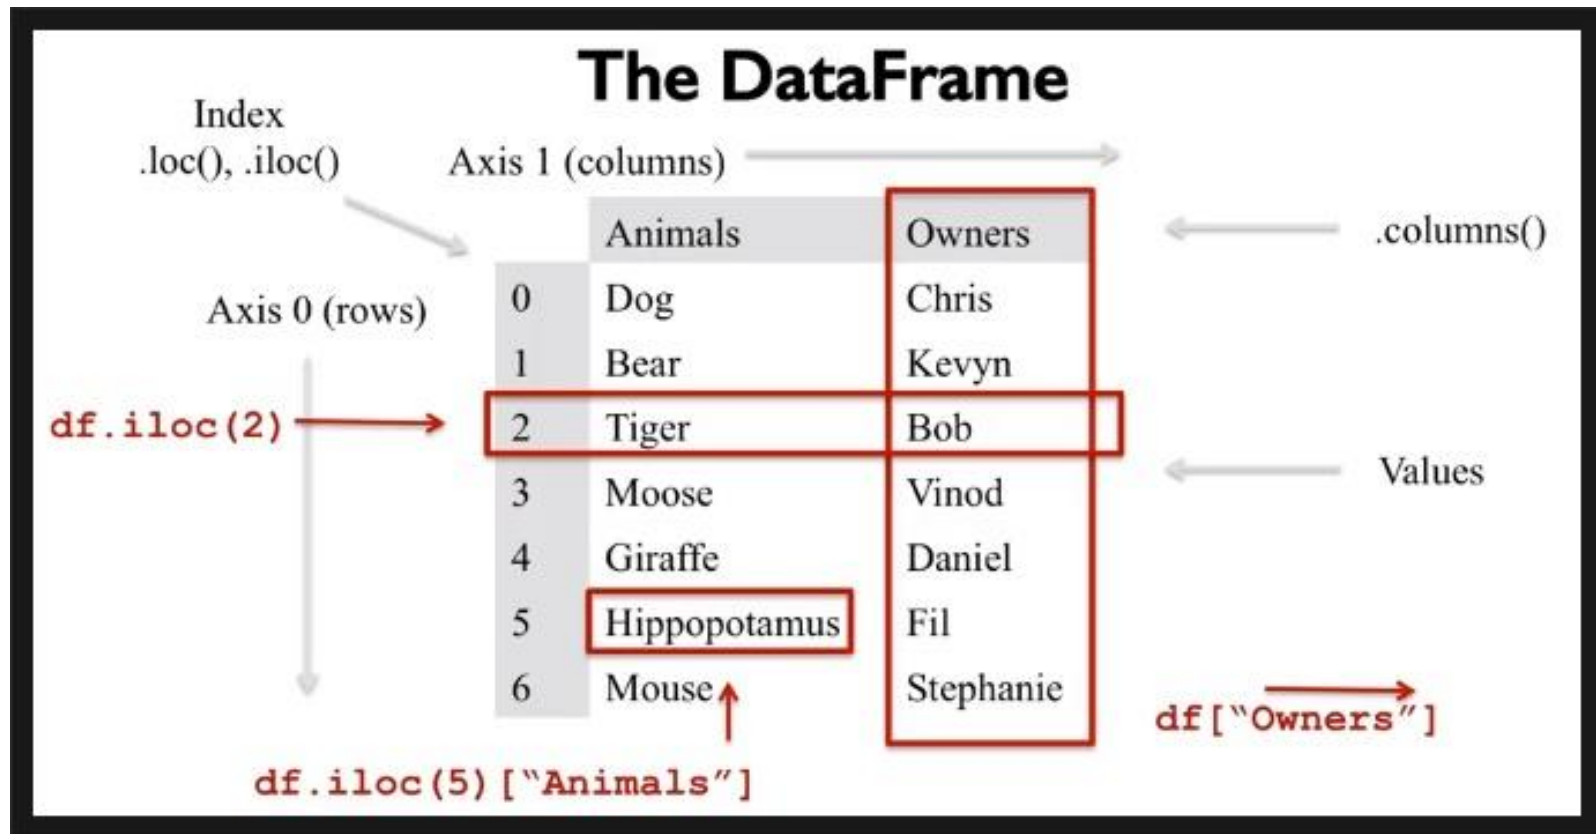 The DataFrame
Index
.loc(), .iloc()
Axis 1 (columns)
Animals Owners
.columns()
0 Dog Chris
Axis 0 (rows)
1 Bear Kevyn
df.iloc(2)
2 Tiger Bob
Values
3 Moose Vinod
4 Giraffe Daniel
5 Hippopotamus Fil
6 Mouse Stephanie
df[“Owners”]
df.iloc(5)[“Animals”]